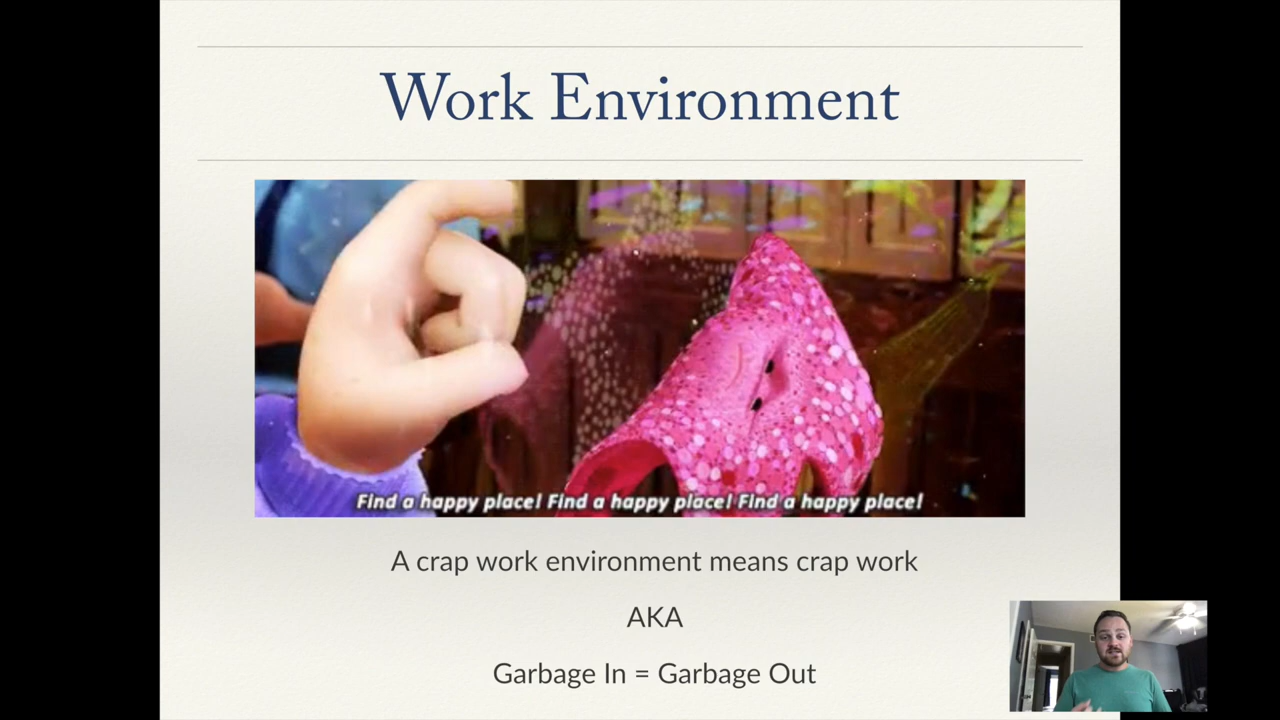 Work Environment
Find a happy place! Find a happy place! Find a happy place!
A crap work environment means crap work
AKA
Garbage In = Garbage Out